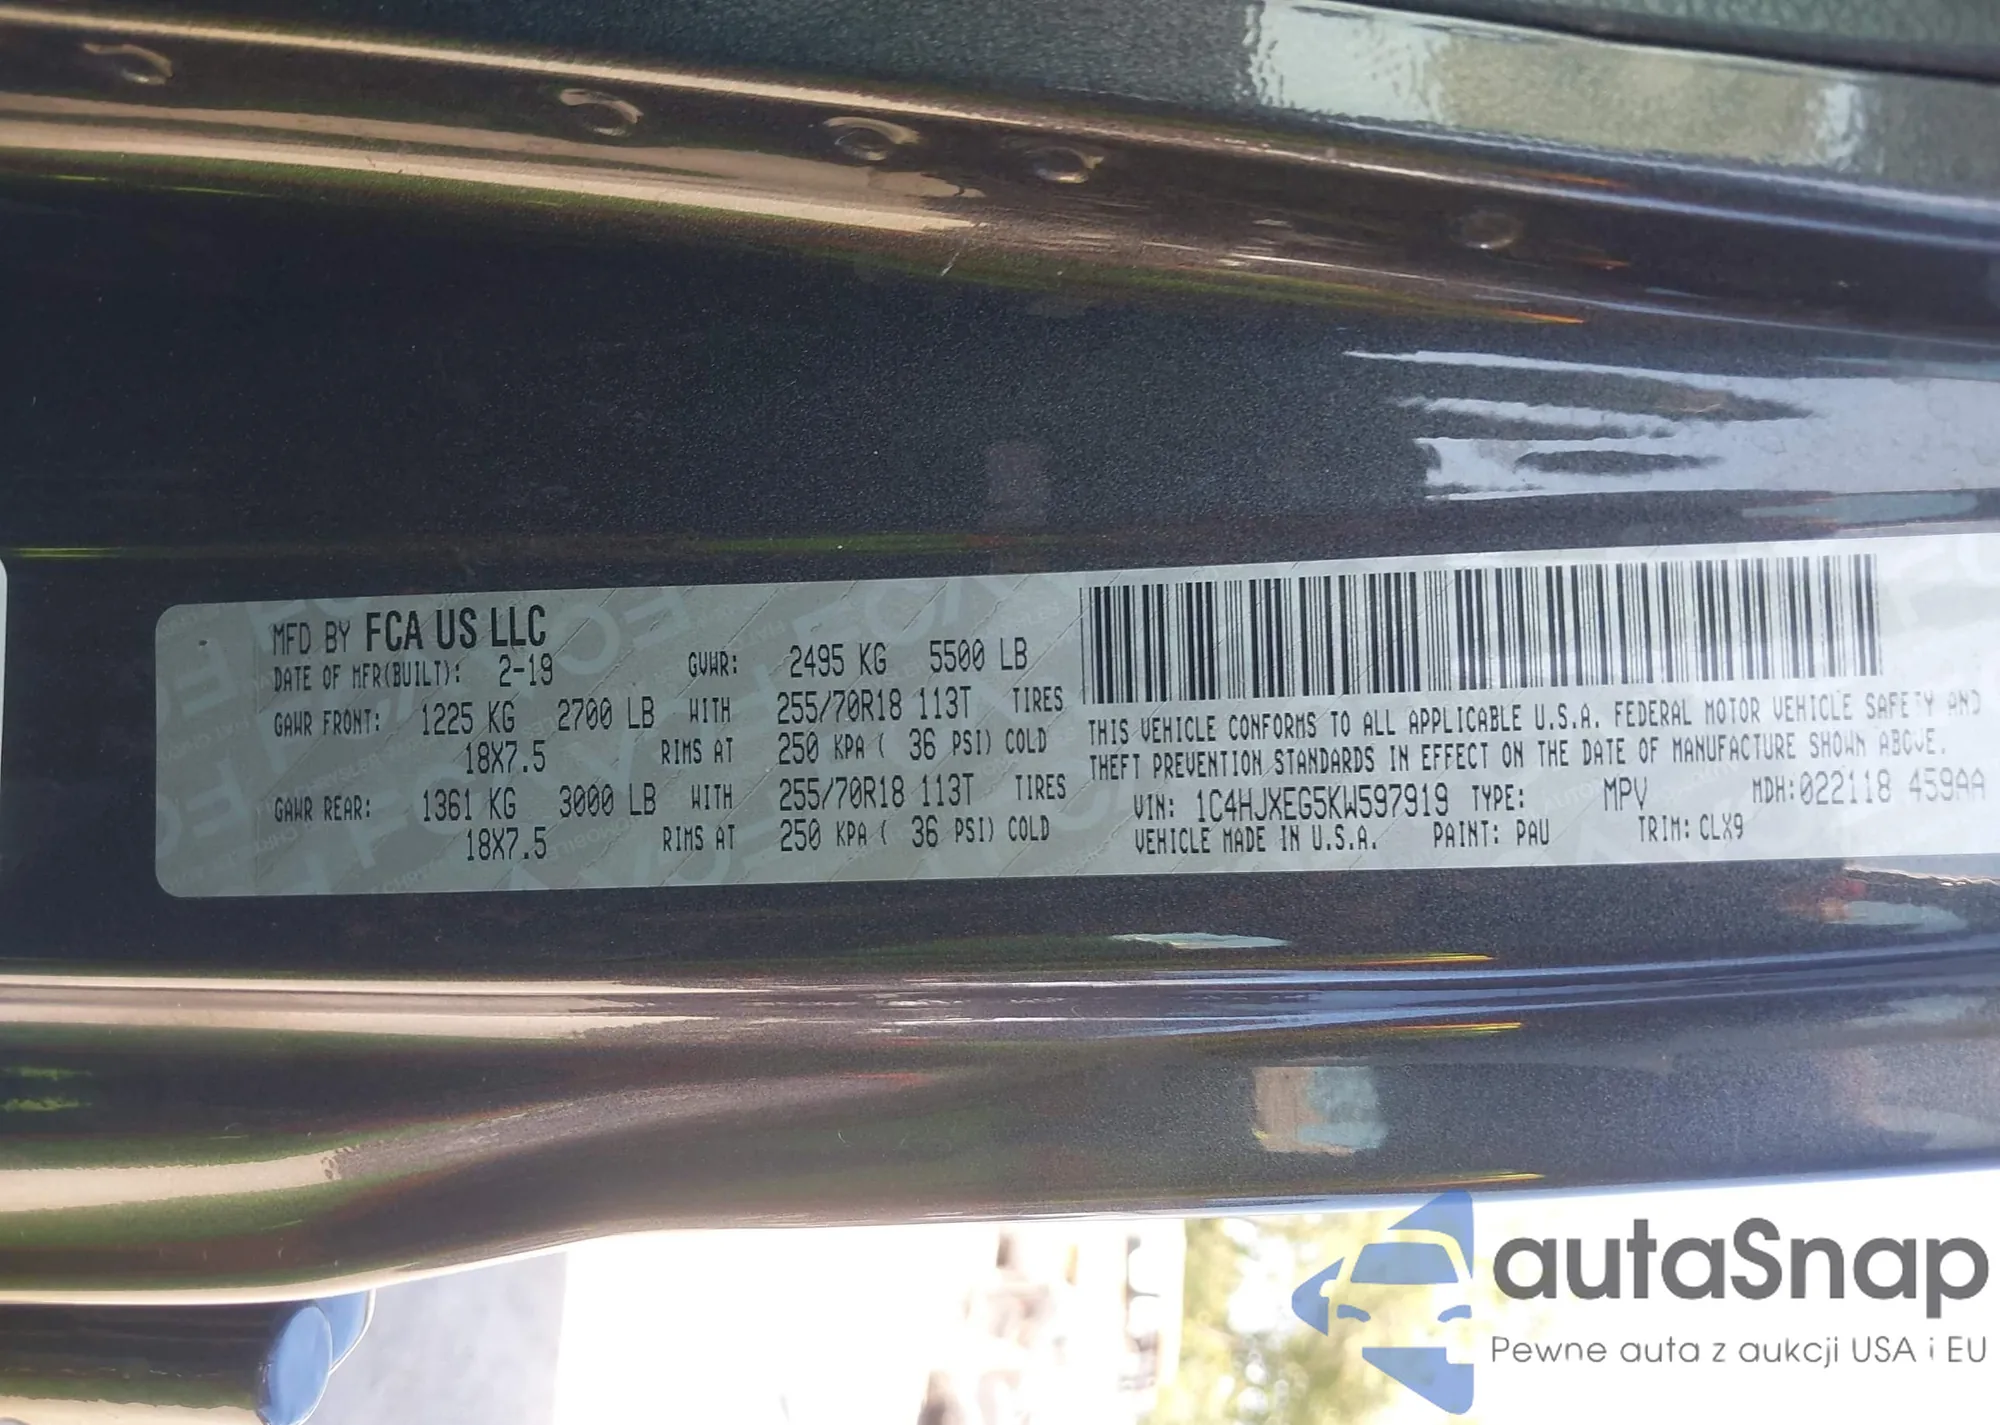 MFD BY FCA US LLC
DATE OF MFR(BUILT): 2-19 GVWR: 2495 KG 5500 LB
GAWR FRONT: 1225 KG 2700 LB WITH 255/70R18 113T TIRES
18X7.5 RIMS AT 250 KPA ( 36 PSI) COLD
GAWR REAR: 1361 KG 3000 LB WITH 255/70R18 113T TIRES
18X7.5 RIMS AT 250 KPA ( 36 PSI) COLD
THIS VEHICLE CONFORMS TO ALL APPLICABLE U.S.A. FEDERAL MOTOR VEHICLE SAFETY AND
THEFT PREVENTION STANDARDS IN EFFECT ON THE DATE OF MANUFACTURE SHOWN ABOVE.
VIN: 1C4HJXEG5KW597919 TYPE: MPV MDH:022118 459AA
VEHICLE MADE IN U.S.A. PAINT: PAU TRIM: CLX9
autaSnap
Pewne auta z aukcji USA i EU